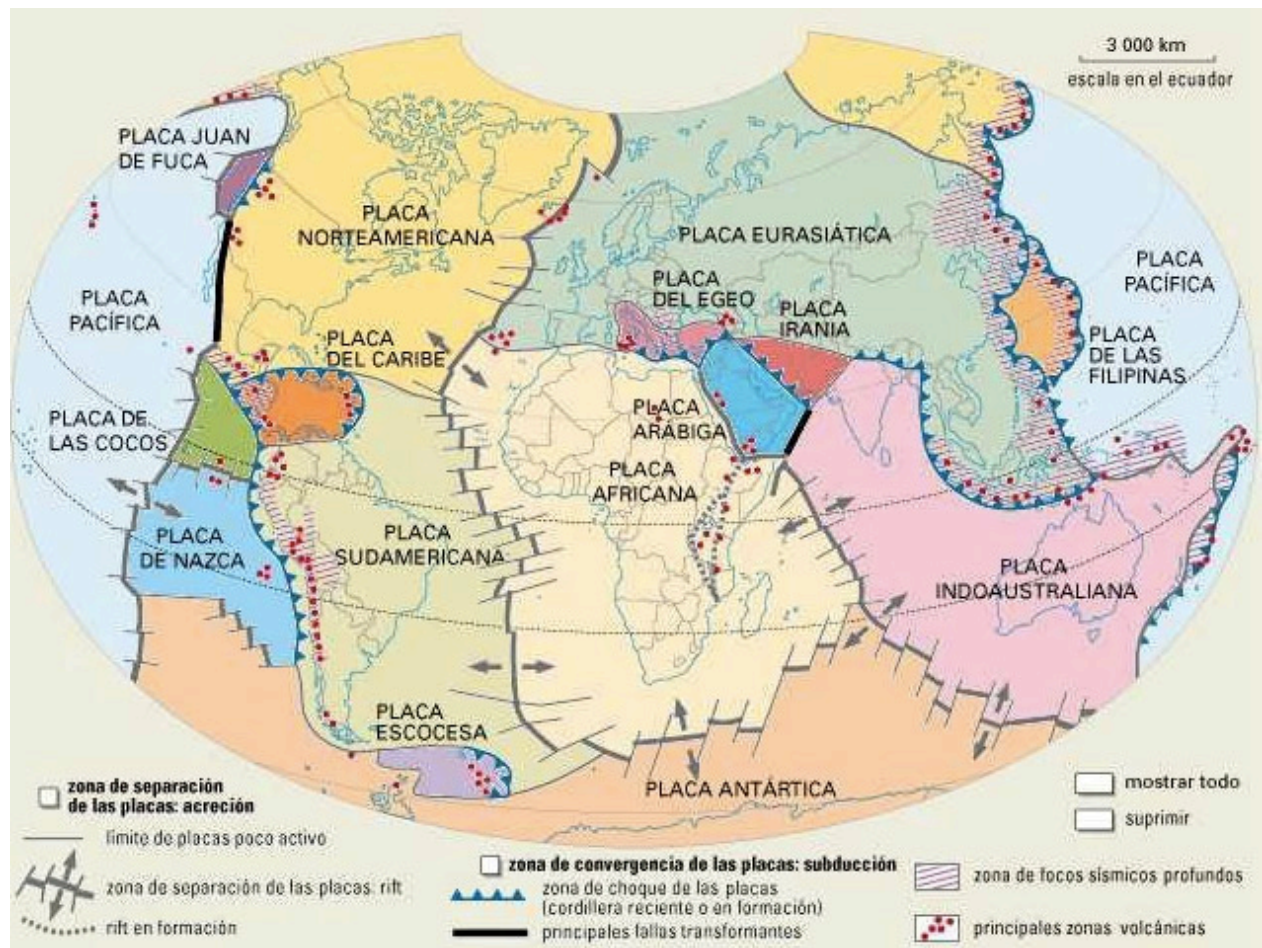 3 000 km
escala en el ecuador
PLACA JUAN
DE FUCA
PLACA
NORTEAMERICANA
PLACA EURASIÁTICA
PLACA
PACÍFICA
PLACA
DEL EGEO
PLACA
IRANIA
PLACA
PACÍFICA
PLACA
DEL CARIBE
PLACA
DE LAS
FILIPINAS
PLACA DE
LAS COCOS
PLACA
ARÁBIGA
PLACA
AFRICANA
PLACA
DE NAZCA
PLACA
SUDAMERICANA
PLACA
INDOAUSTRALIANA
PLACA
ESCOCESA
PLACA ANTÁRTICA
zona de separación
de las placas: acreción
límite de placas poco activo
zona de separación de las placas: rift
rift en formación
zona de convergencia de las placas: subducción
zona de choque de las placas
(cordillera reciente o en formación)
principales fallas transformantes
mostrar todo
suprimir
zona de focos sísmicos profundos
principales zonas volcánicas